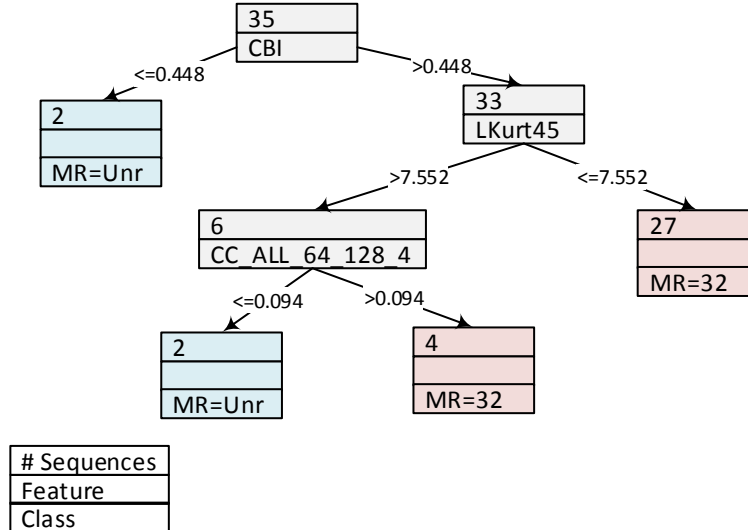 35
CBI
<=0.448
>0.448
2
MR=Unr
33
LKurt45
>7.552
<=7.552
6
CC_ALL_64_128_4
27
MR=32
<=0.094
>0.094
2
MR=Unr
4
MR=32
# Sequences
Feature
Class